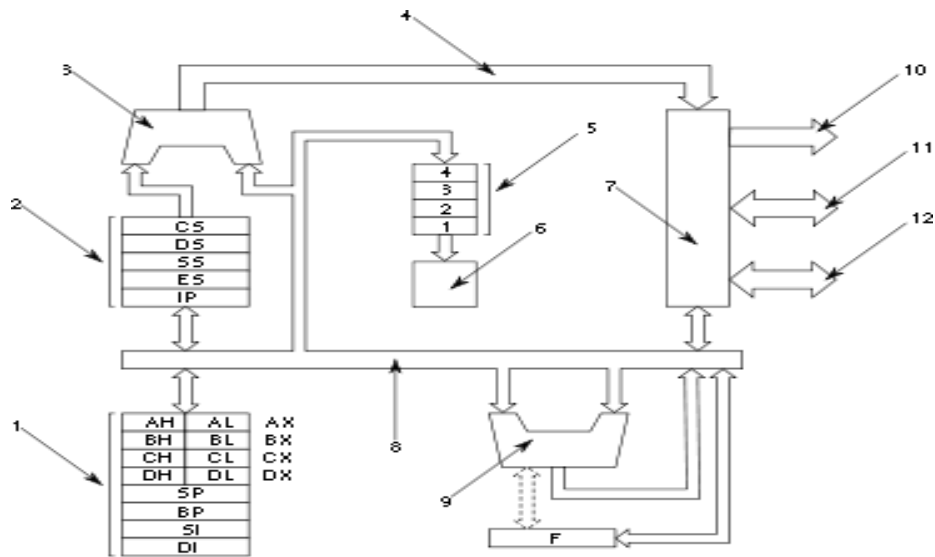 4
3
10
5
11
4
3
7
2
2
6
12
1
CS
DS
SS
ES
IP
1
AH AL AX
BH BL BX
8
CH CL CX
9
DH DL DX
SP
BP
SI
F
DI